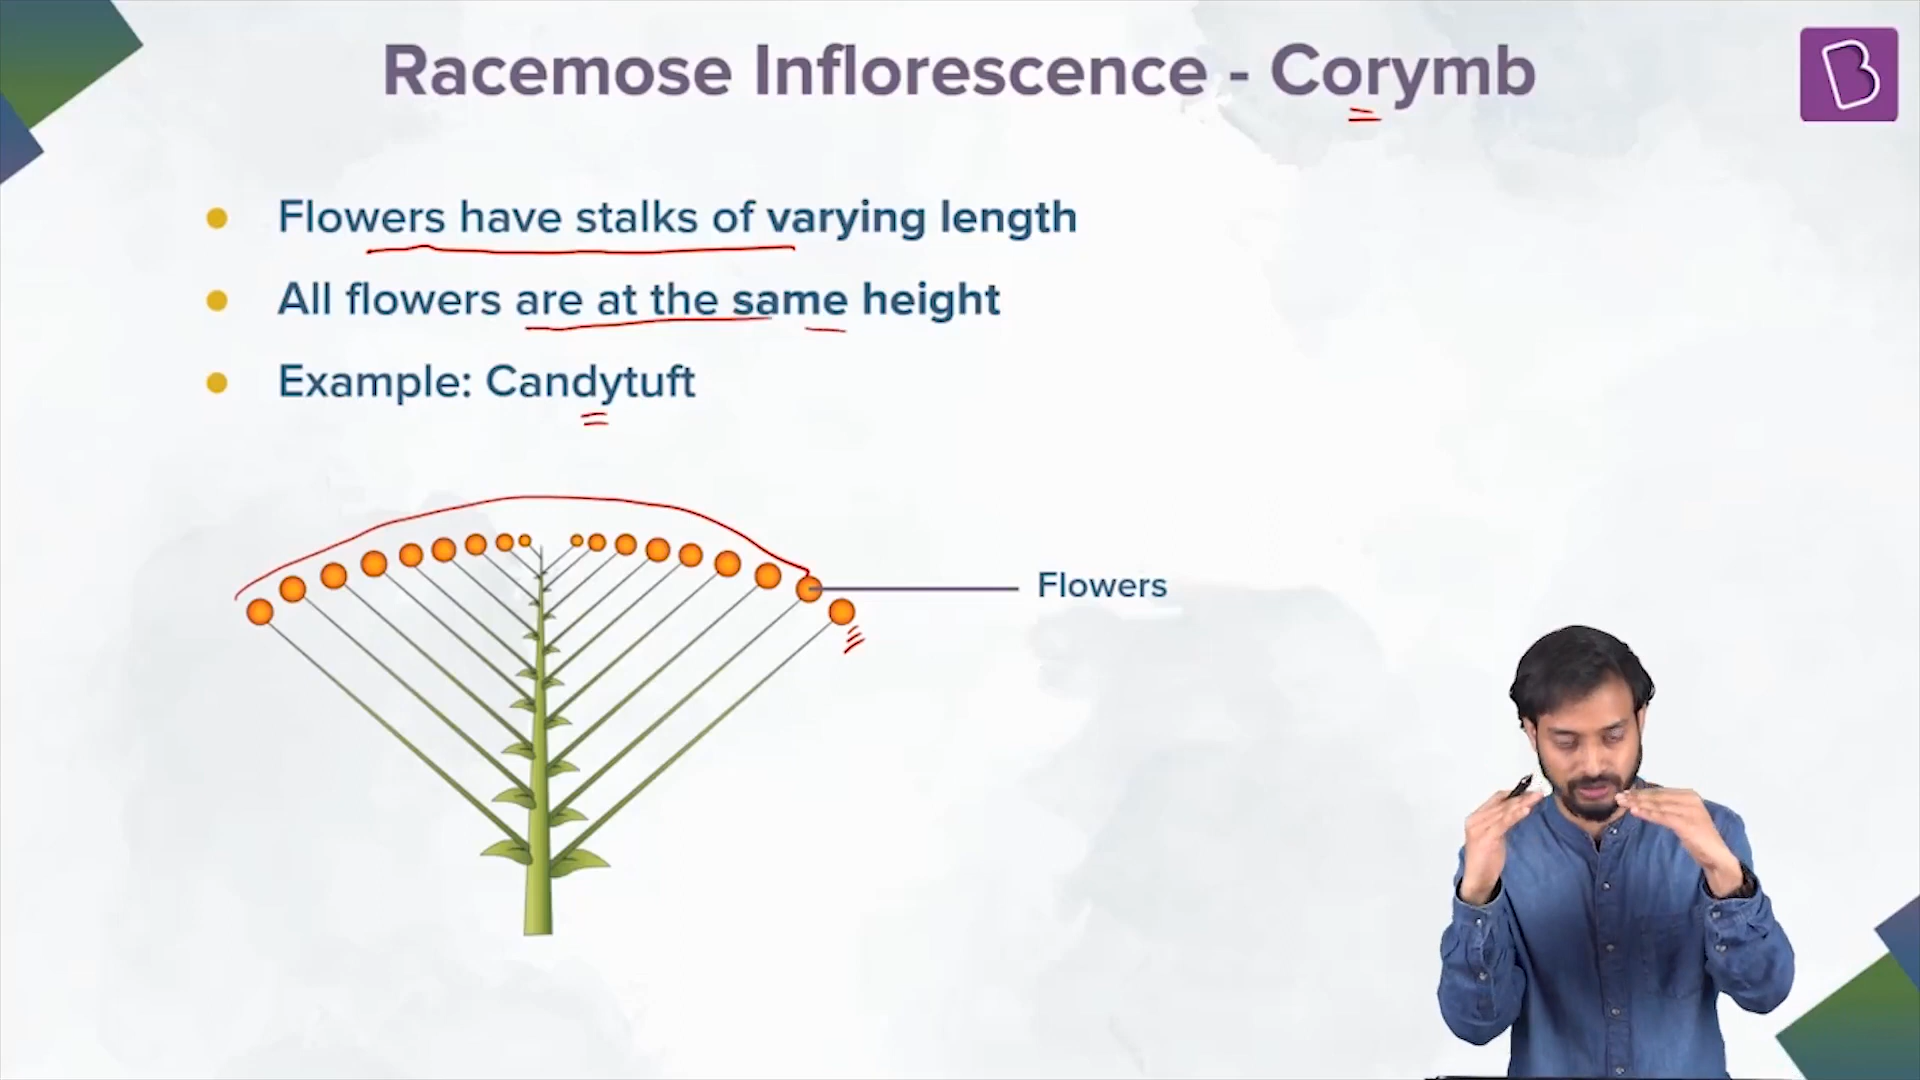 Racemose Inflorescence - Corymb
B
Flowers have stalks of varying length
All flowers are at the same height
Example: Candytuft
Flowers